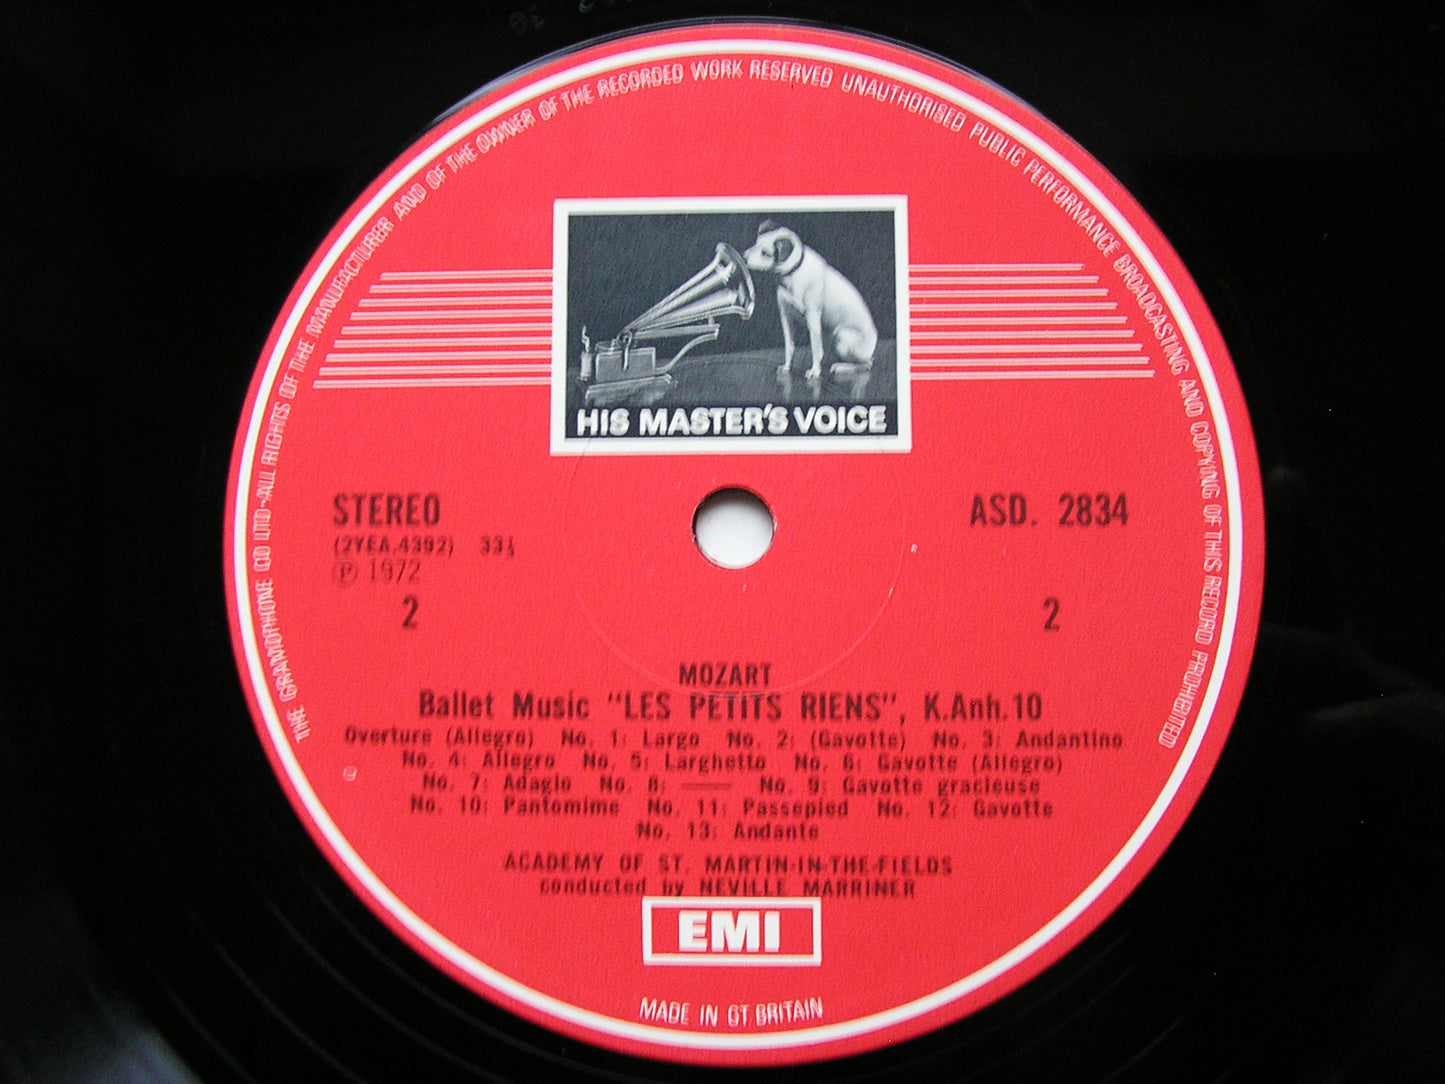 THE GRAMOPHONE CO LTD-ALL RIGHTS OF THE MANUFACTURER AND OF THE OWNER OF THE RECORDED WORK RESERVED UNAUTHORISED PUBLIC PERFORMANCE BROADCASTING AND COPYING OF THIS RECORD PROHIBITED
HIS MASTER'S VOICE
STEREO ASD. 2834
(2YEA.4392) 33⅓
Ⓟ 1972
2 2
MOZART
Ballet Music "LES PETITS RIENS", K.Anh.10
Overture (Allegro) No. 1: Largo No. 2: (Gavotte) No. 3: Andantino
No. 4: Allegro No. 5: Larghetto No. 6: Gavotte (Allegro)
No. 7: Adagio No. 8: —— No. 9: Gavotte gracieuse
No. 10: Pantomime No. 11: Passepied No. 12: Gavotte
No. 13: Andante
ACADEMY OF ST. MARTIN-IN-THE-FIELDS
conducted by NEVILLE MARRINER
EMI
MADE IN GT BRITAIN